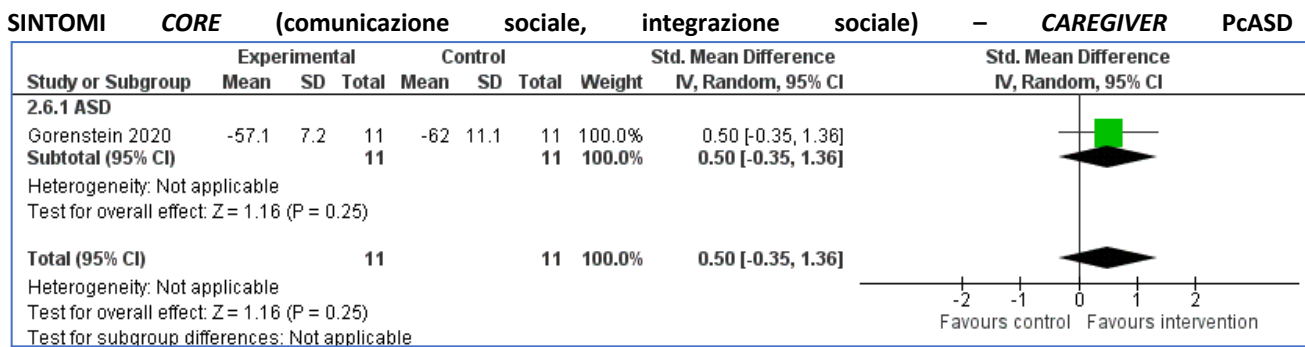 SINTOMI CORE (comunicazione sociale, integrazione sociale) – CAREGIVER PcASD
Experimental Control Std. Mean Difference Std. Mean Difference
Study or Subgroup Mean SD Total Mean SD Total Weight IV, Random, 95% CI IV, Random, 95% CI
2.6.1 ASD
Gorenstein 2020 -57.1 7.2 11 -62 11.1 11 100.0% 0.50 [-0.35, 1.36]
Subtotal (95% CI) 11 11 100.0% 0.50 [-0.35, 1.36]
Heterogeneity: Not applicable
Test for overall effect: Z = 1.16 (P = 0.25)
Total (95% CI) 11 11 100.0% 0.50 [-0.35, 1.36]
Heterogeneity: Not applicable
Test for overall effect: Z = 1.16 (P = 0.25)
Test for subgroup differences: Not applicable
-2 -1 0 1 2
Favours control Favours intervention